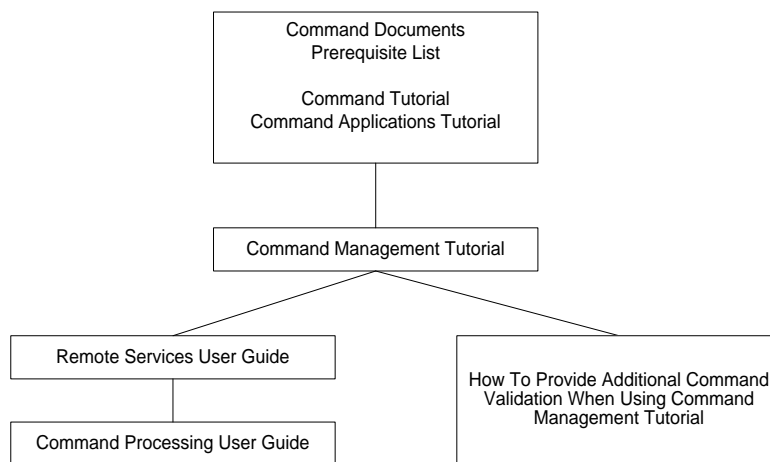 Command Documents
Prerequisite List
Command Tutorial
Command Applications Tutorial
Command Management Tutorial
Remote Services User Guide
Command Processing User Guide
How To Provide Additional Command
Validation When Using Command
Management Tutorial